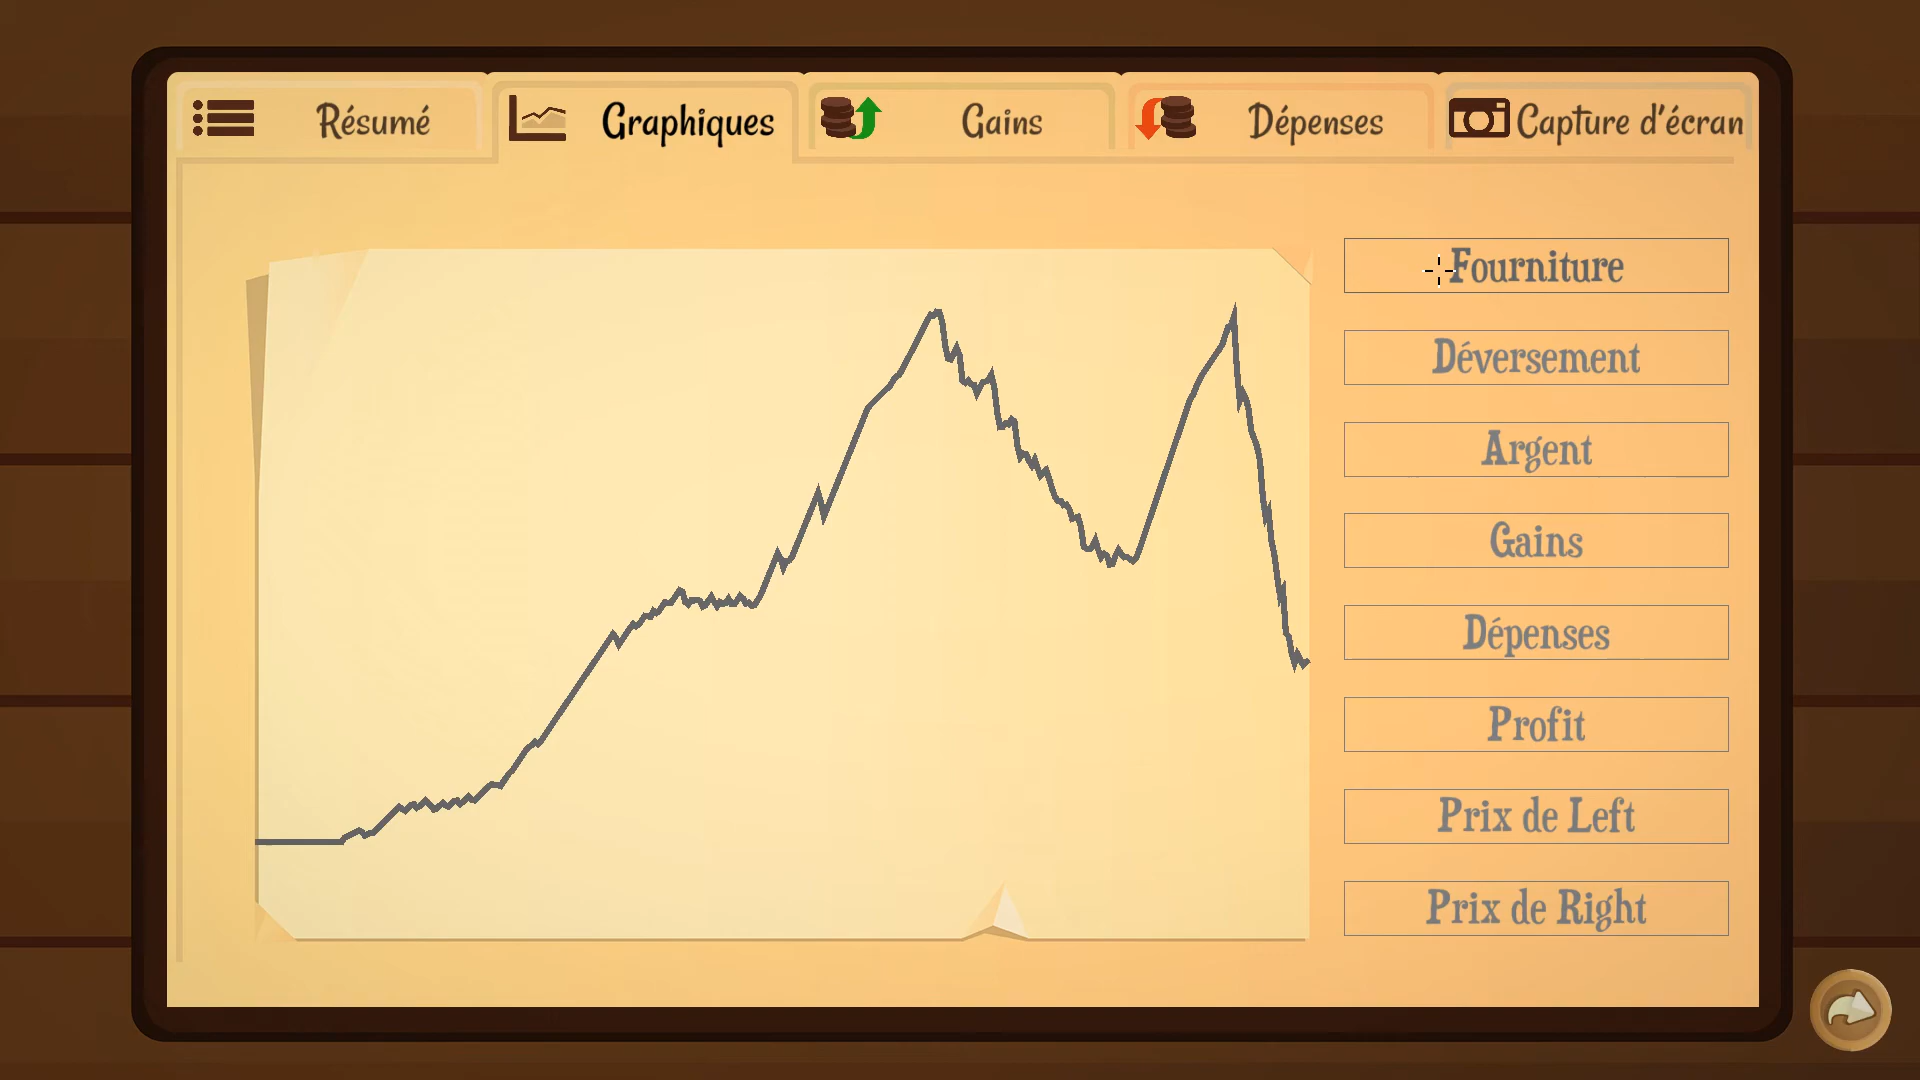 Résumé
Graphiques
Gains
Dépenses
Capture d'écran
Fourniture
Déversement
Argent
Gains
Dépenses
Profit
Prix de Left
Prix de Right